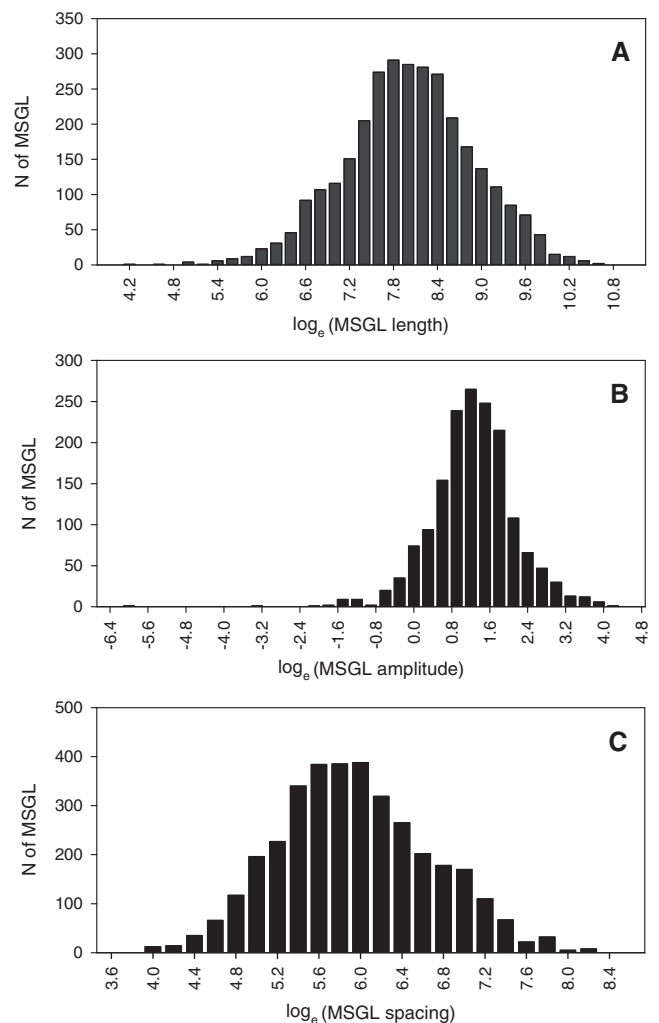 A
N of MSGL
350
300
250
200
150
100
50
0
4.2 4.8 5.4 6.0 6.6 7.2 7.8 8.4 9.0 9.6 10.2 10.8
loge (MSGL length)
B
N of MSGL
300
250
200
150
100
50
0
-6.4 -5.6 -4.8 -4.0 -3.2 -2.4 -1.6 -0.8 0.0 0.8 1.6 2.4 3.2 4.0 4.8
loge (MSGL amplitude)
C
N of MSGL
500
400
300
200
100
0
3.6 4.0 4.4 4.8 5.2 5.6 6.0 6.4 6.8 7.2 7.6 8.0 8.4
loge (MSGL spacing)